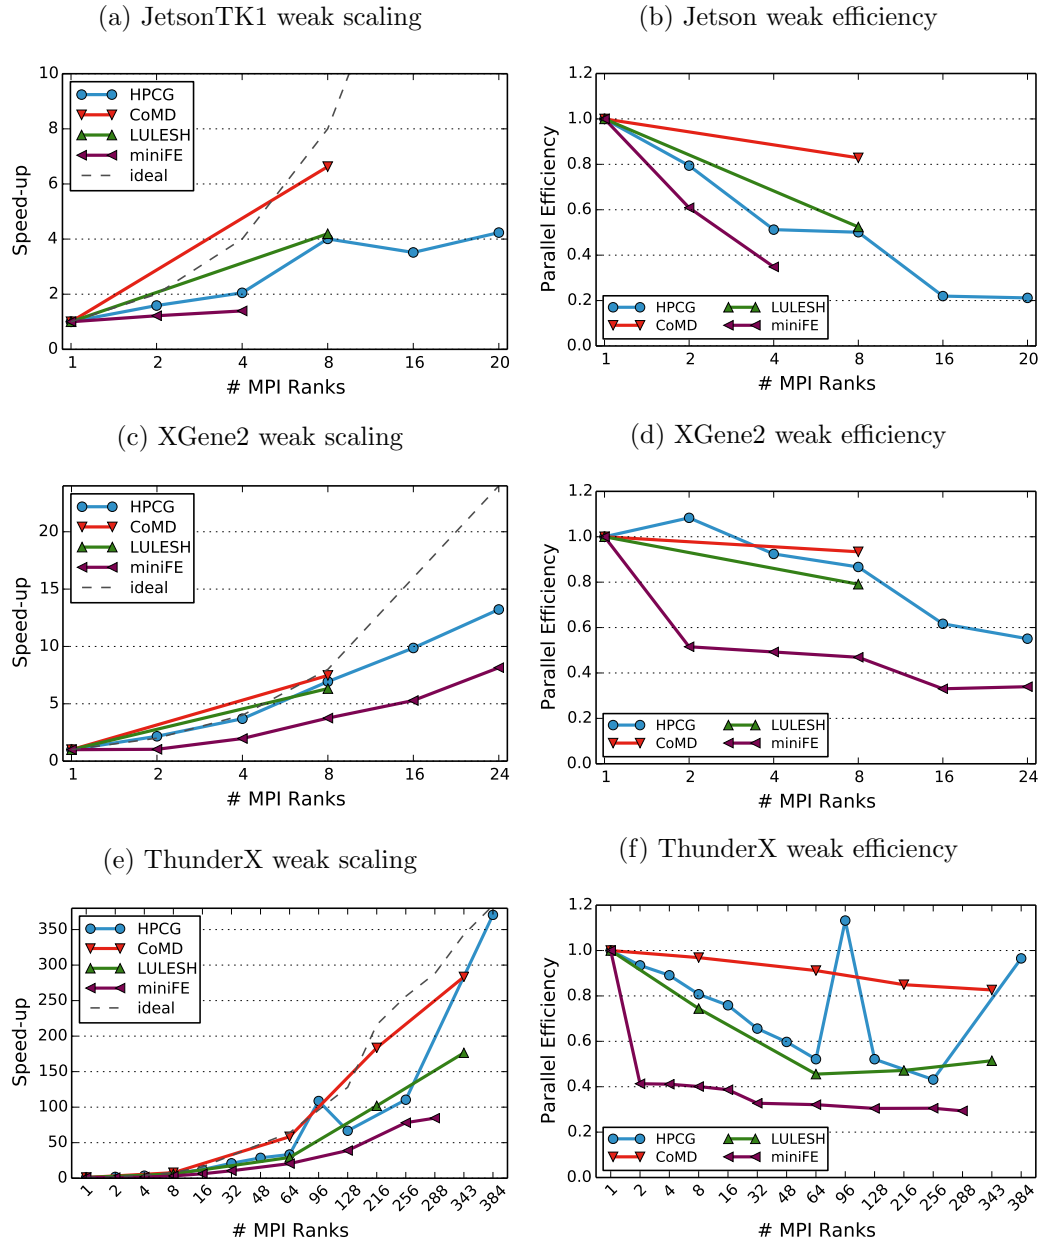 (a) JetsonTK1 weak scaling
10
8
6
4
2
0
Speed-up
HPCG
CoMD
LULESH
miniFE
ideal
1 2 4 8 16 20
# MPI Ranks
(b) Jetson weak efficiency
1.2
1.0
0.8
0.6
0.4
0.2
0.0
Parallel Efficiency
HPCG LULESH
CoMD miniFE
1 2 4 8 16 20
# MPI Ranks
(c) XGene2 weak scaling
20
15
10
5
0
Speed-up
HPCG
CoMD
LULESH
miniFE
ideal
1 2 4 8 16 24
# MPI Ranks
(d) XGene2 weak efficiency
1.2
1.0
0.8
0.6
0.4
0.2
0.0
Parallel Efficiency
HPCG LULESH
CoMD miniFE
1 2 4 8 16 24
# MPI Ranks
(e) ThunderX weak scaling
350
300
250
200
150
100
50
0
Speed-up
HPCG
CoMD
LULESH
miniFE
ideal
1 2 4 8 16 32 48 64 96 128 216 256 288 343 384
# MPI Ranks
(f) ThunderX weak efficiency
1.2
1.0
0.8
0.6
0.4
0.2
0.0
Parallel Efficiency
HPCG LULESH
CoMD miniFE
1 2 4 8 16 32 48 64 96 128 216 256 288 343 384
# MPI Ranks